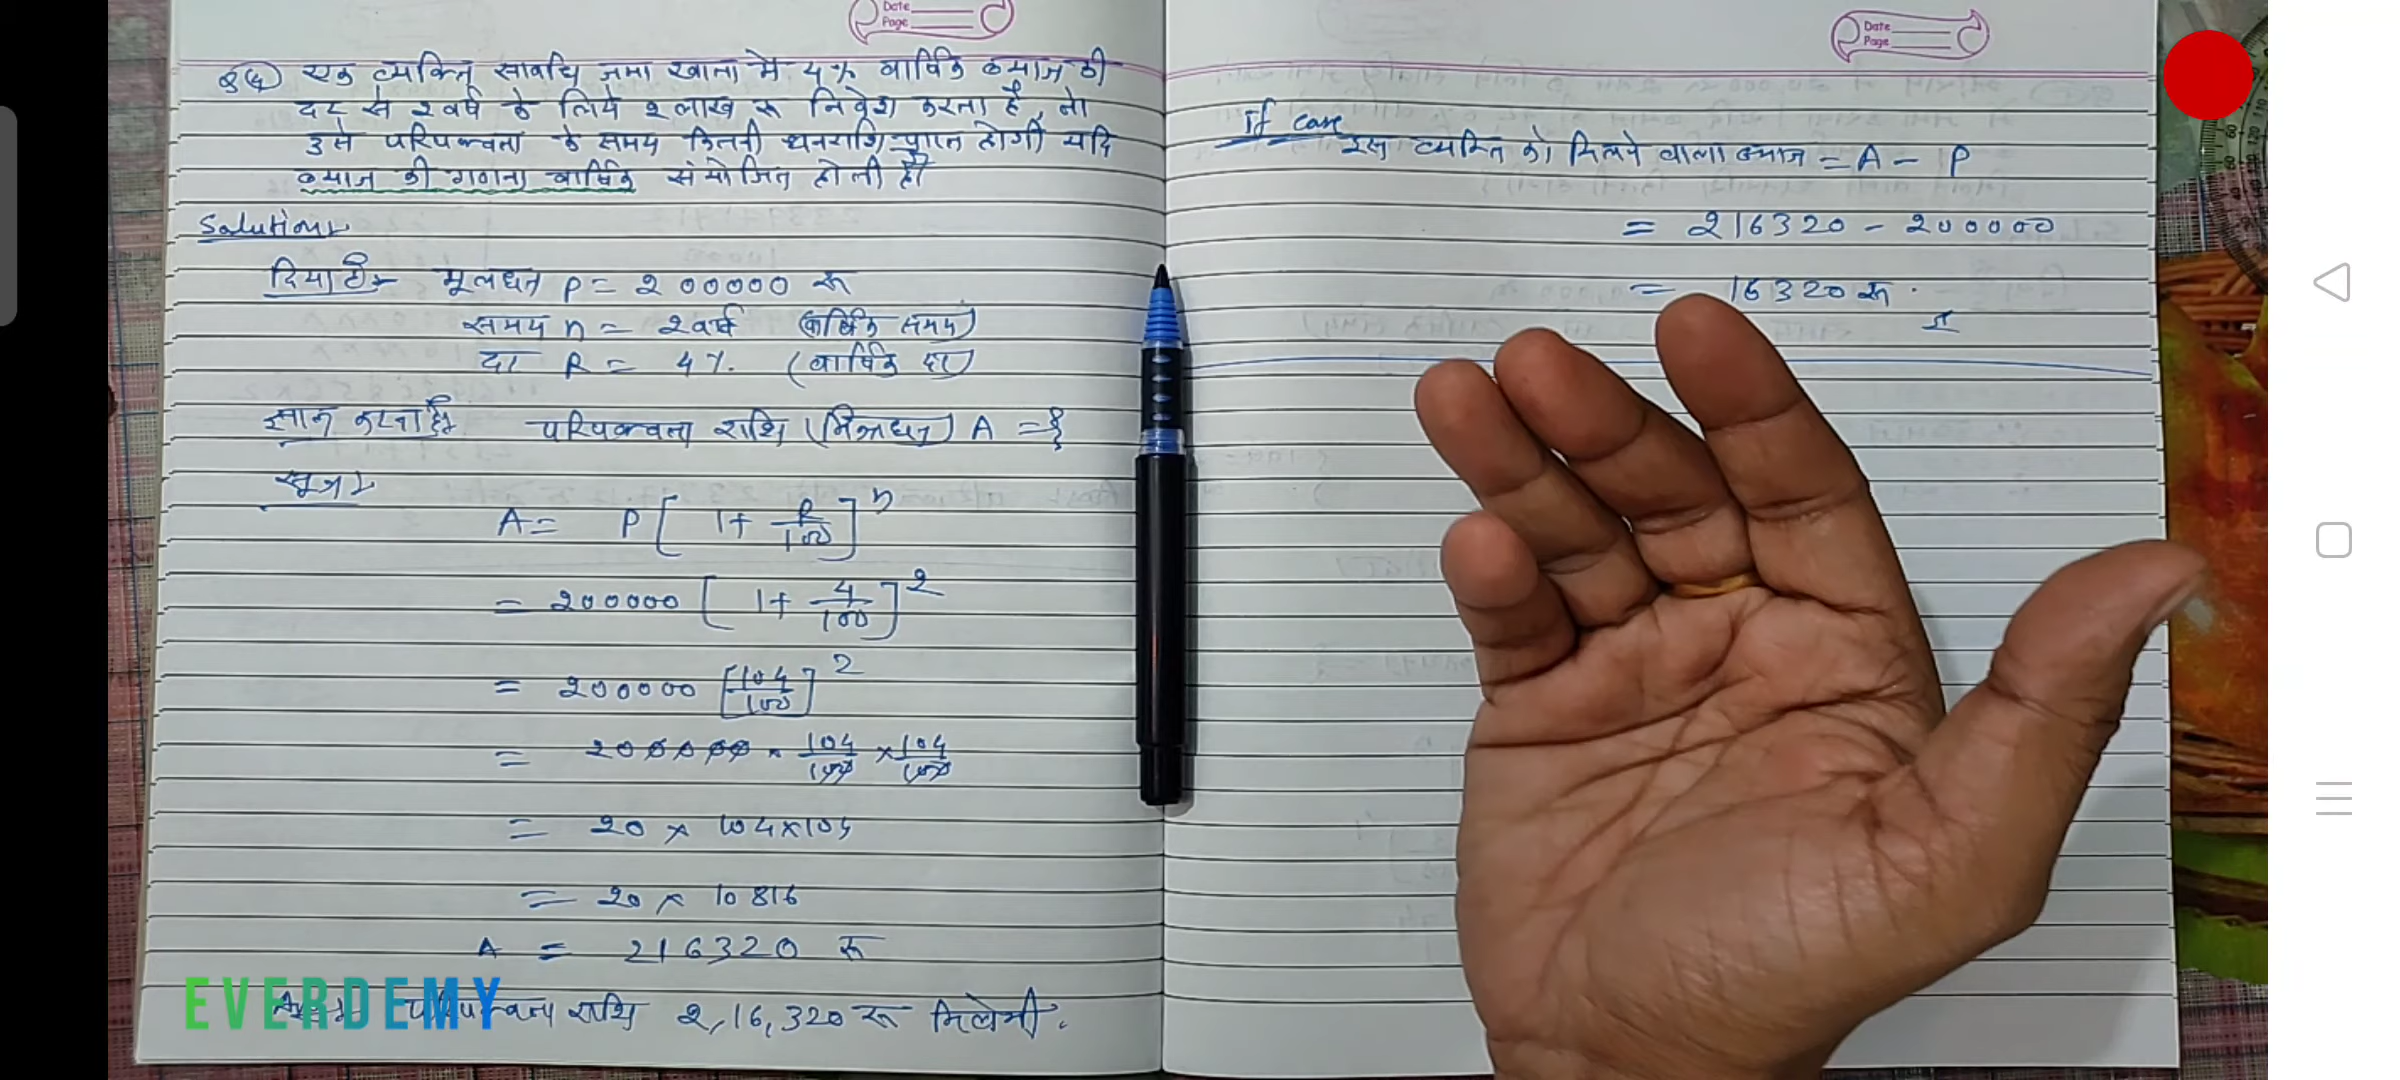 Date
Page
Q4 एक व्यक्ति सावधि जमा खाता मे 4% वार्षिक ब्याज की
दर से 2 वर्ष के लिये 2 लाख रू निवेश करता है, तो
उसे परिपक्वता के समय कितनी धनराशि प्राप्त होगी यदि
ब्याज की गणना वार्षिक संयोजित होती है?
Solution:-
दिया है:- मूलधन P = 200000 रू
समय n = 2 वर्ष (वार्षिक समय)
दर R = 4%. (वार्षिक दर)
ज्ञात करना है:- परिपक्वता राशि (मिश्रधन) A = ?
सूत्र:-
A = P [ 1 + R/100 ]^n
= 200000 [ 1 + 4/100 ]^2
= 200000 [ 104/100 ]^2
= 200000 × 104/100 × 104/100
= 20 × 104 × 104
= 20 × 10816
A = 216320 रू
EVERDEMY
परिपक्वता राशि 2,16,320 रू मिलेगी.
Date
Page
If case
इस व्यक्ति को मिलने वाला ब्याज = A - P
= 216320 - 200000
= 16320 रू.